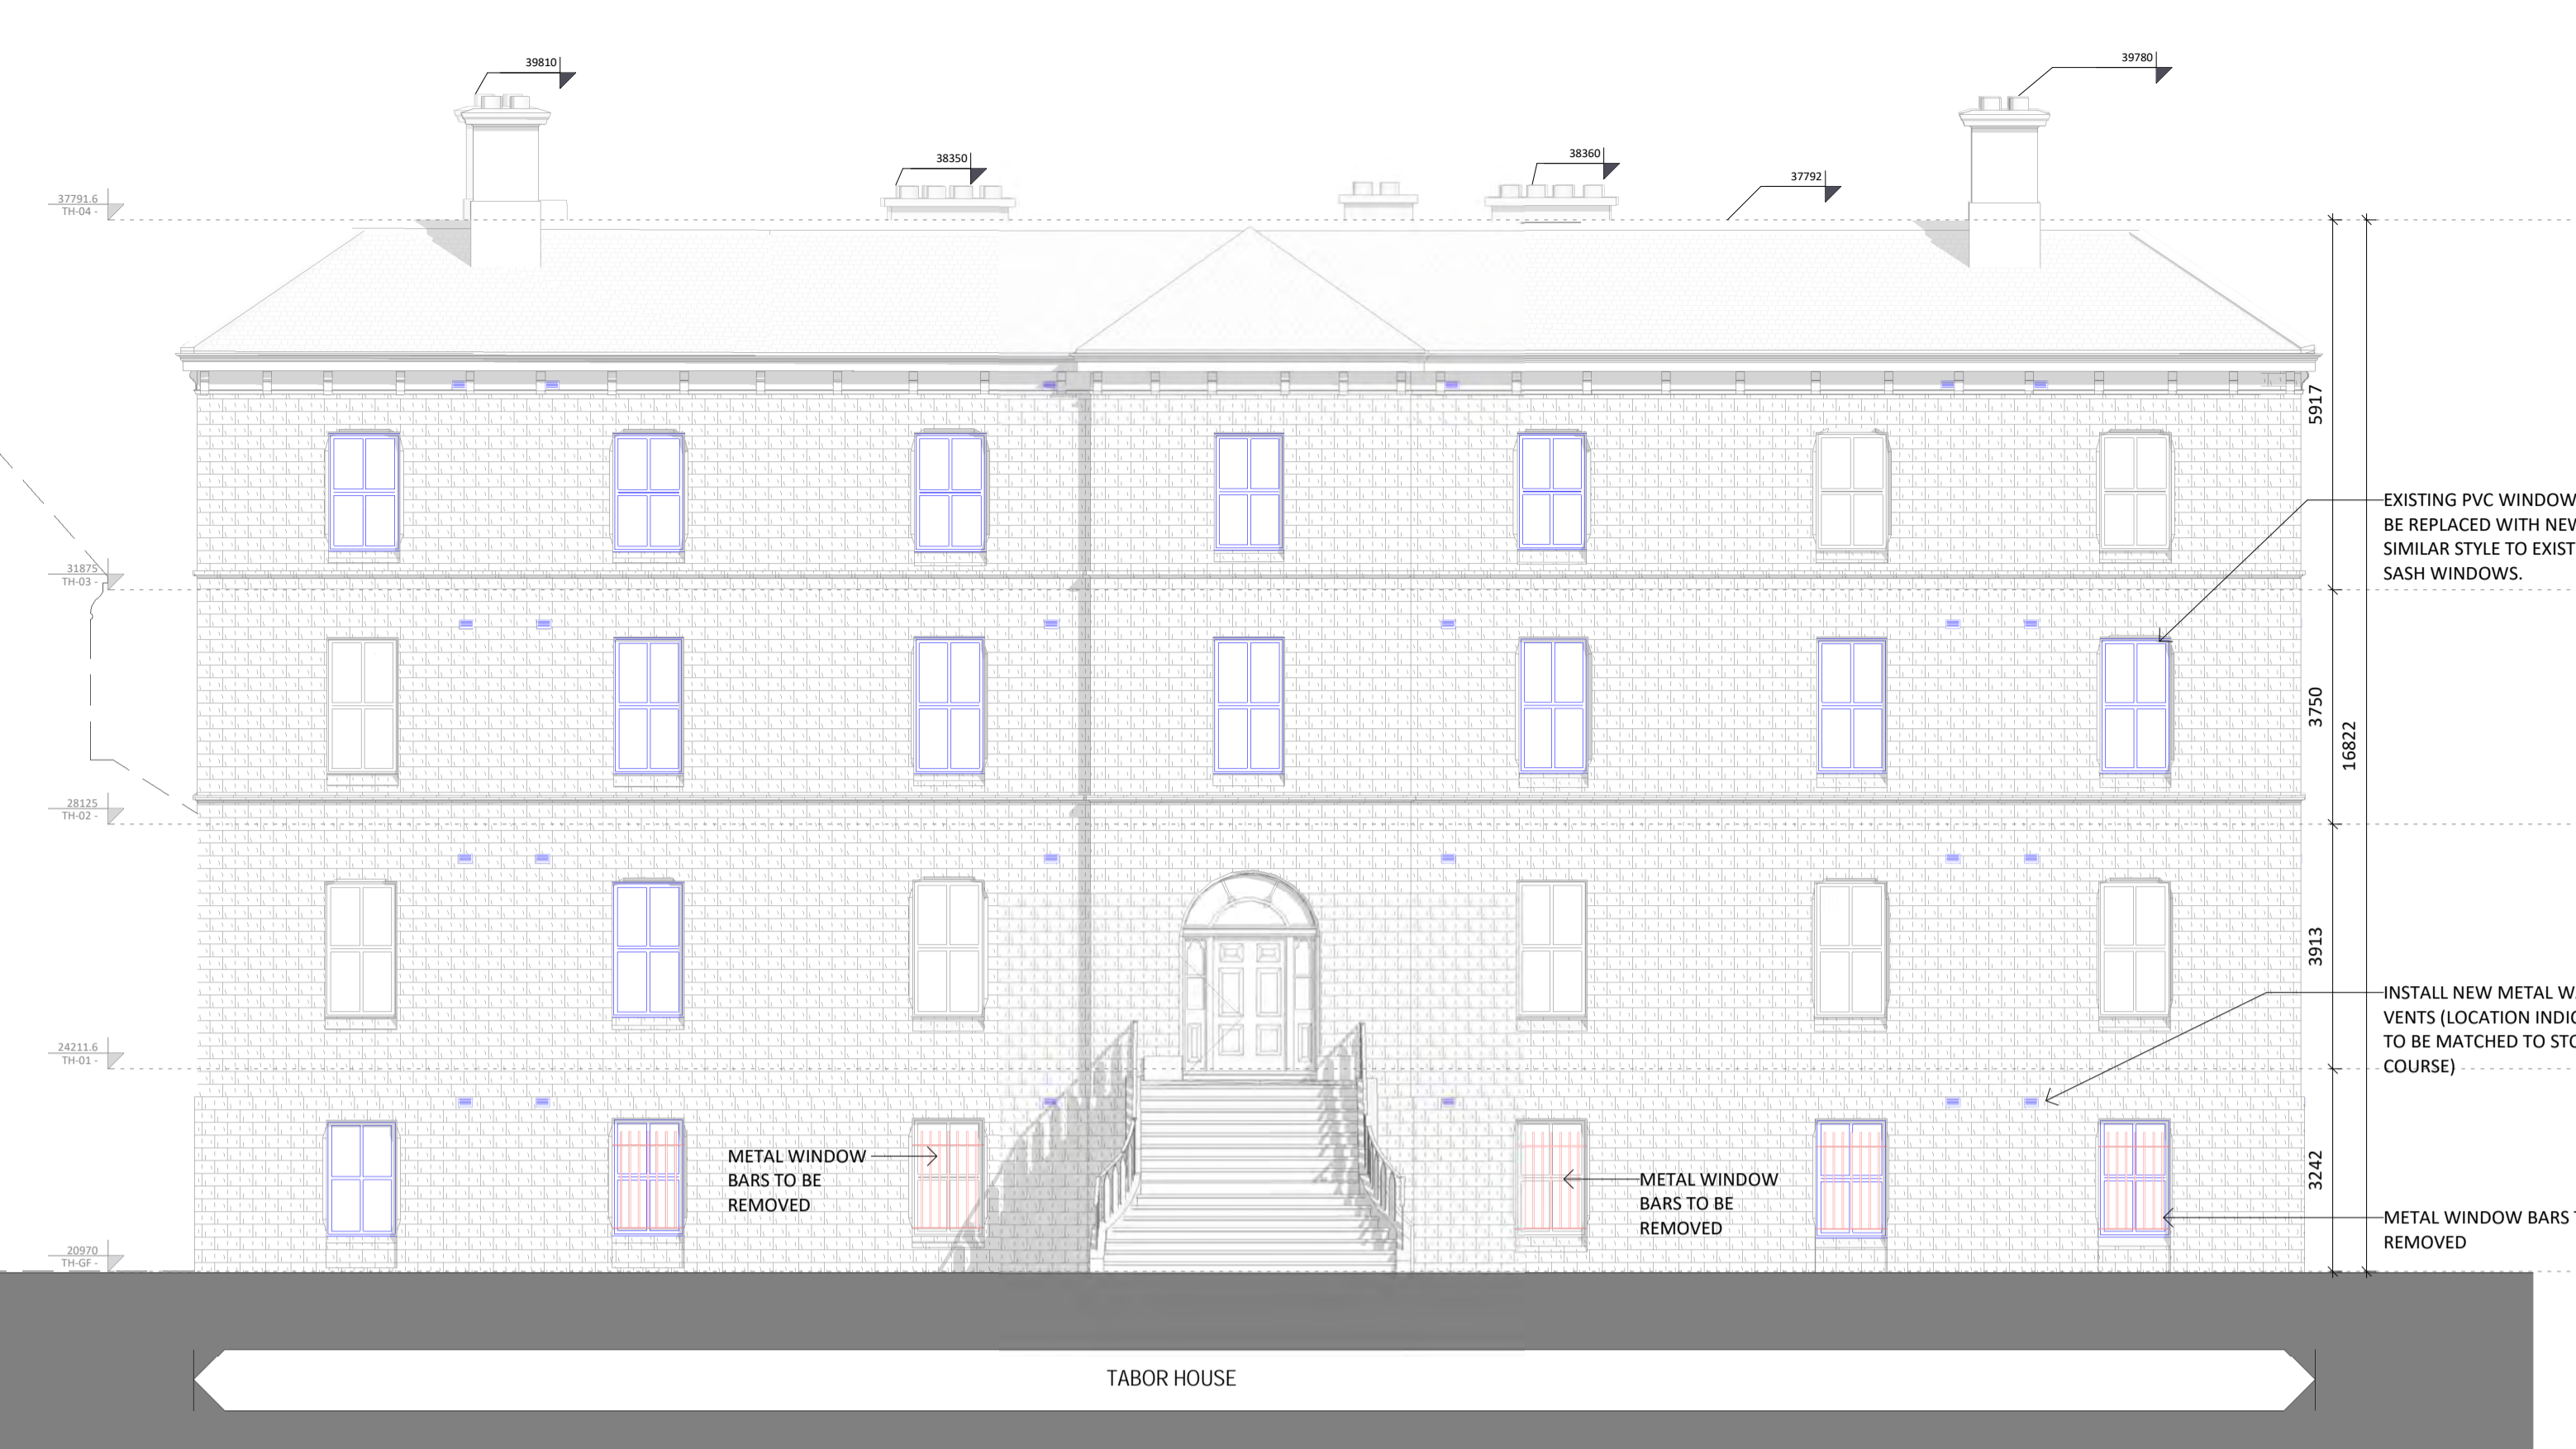 39810
39780
38350
38360
37792
37791.6
TH-04 -
5917
EXISTING PVC WINDOW
BE REPLACED WITH NEW
SIMILAR STYLE TO EXIST
SASH WINDOWS.
31875
TH-03 -
3750
16822
28125
TH-02 -
3913
INSTALL NEW METAL W
VENTS (LOCATION INDIC
TO BE MATCHED TO STO
COURSE)
24211.6
TH-01 -
METAL WINDOW
BARS TO BE
REMOVED
METAL WINDOW
BARS TO BE
REMOVED
3242
METAL WINDOW BARS
REMOVED
20970
TH-GF -
TABOR HOUSE